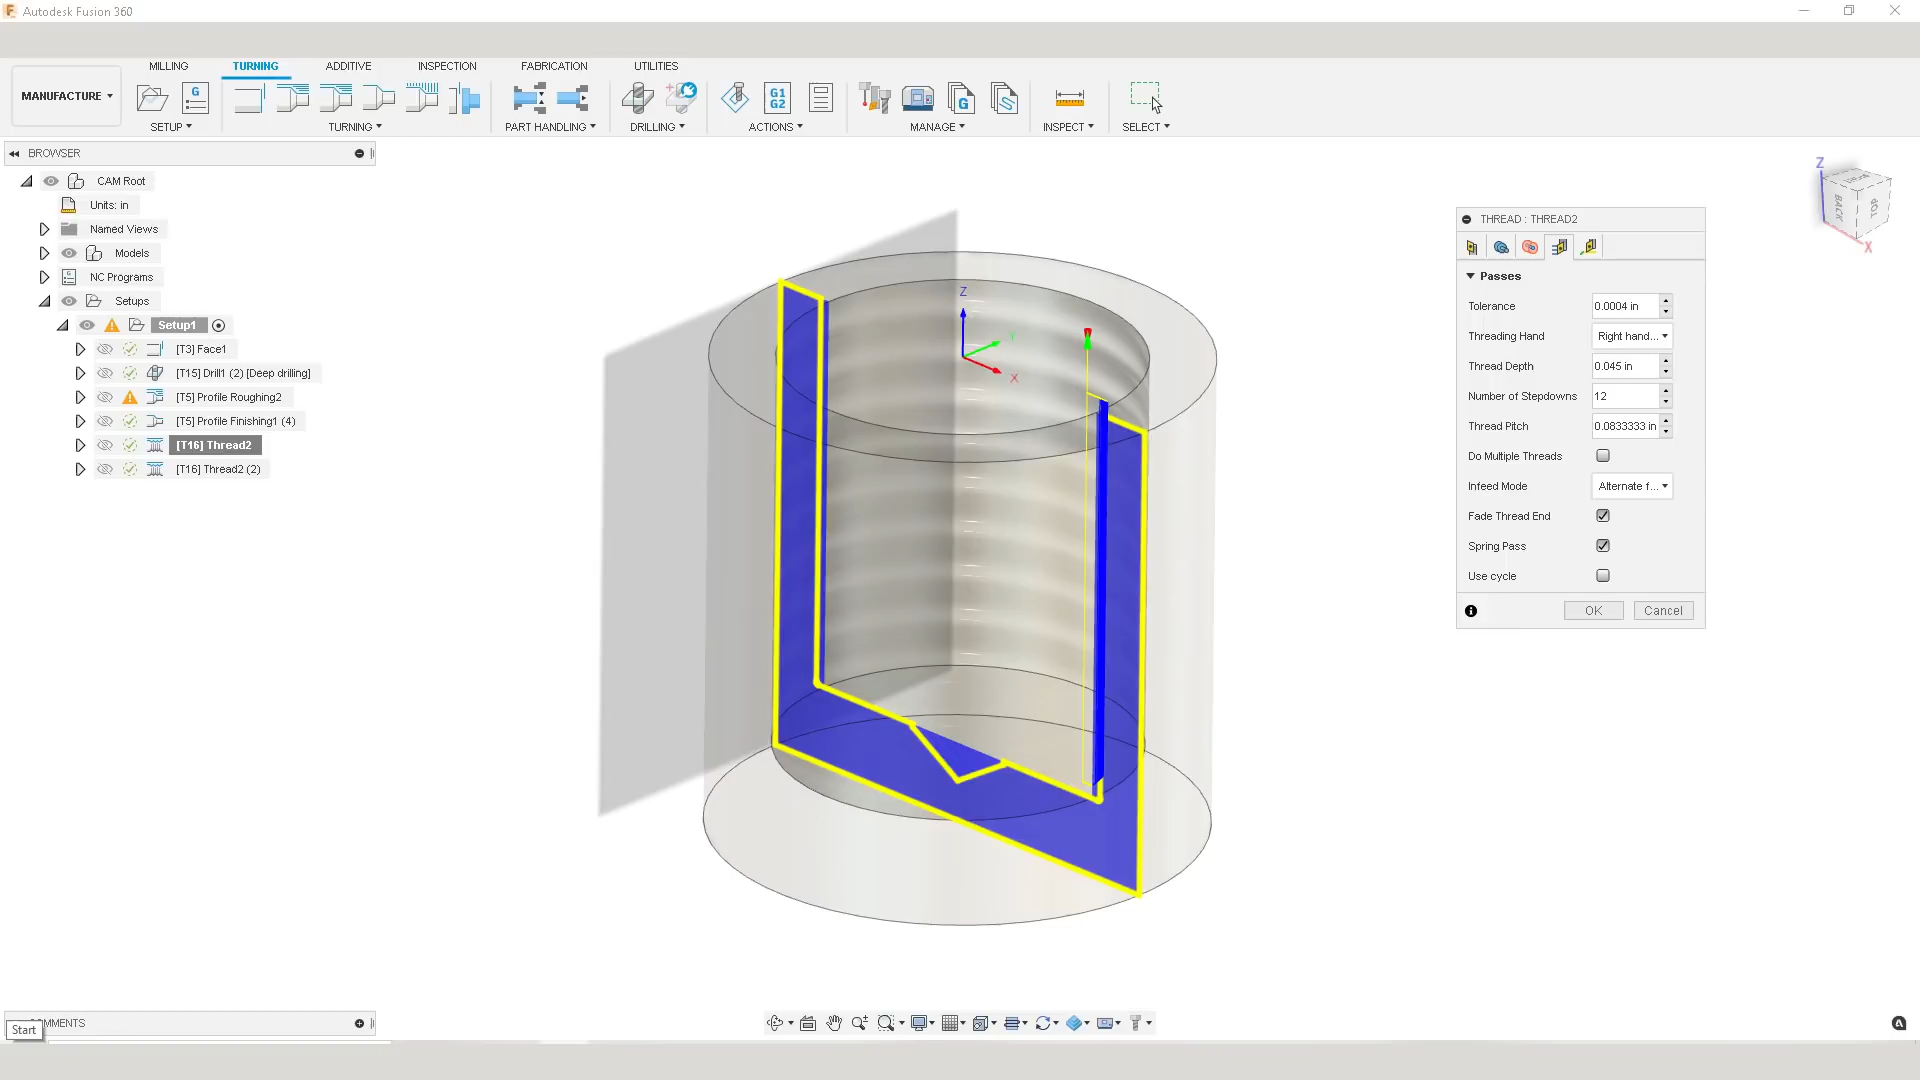 Autodesk Fusion 360
MILLING TURNING ADDITIVE INSPECTION FABRICATION UTILITIES
MANUFACTURE
G
G1
G2
G
S
SETUP TURNING PART HANDLING DRILLING ACTIONS MANAGE INSPECT SELECT
BROWSER
CAM Root
Units: in
Named Views
Models
NC Programs
Setups
Setup1
[T3] Face1
[T15] Drill1 (2) [Deep drilling]
[T5] Profile Roughing2
[T5] Profile Finishing1 (4)
[T16] Thread2
[T16] Thread2 (2)
Z
Y
X
Z
BACK
TOP
X
THREAD : THREAD2
Passes
Tolerance 0.0004 in
Threading Hand Right hand...
Thread Depth 0.045 in
Number of Stepdowns 12
Thread Pitch 0.0833333 in
Do Multiple Threads
Infeed Mode Alternate f...
Fade Thread End
Spring Pass
Use cycle
OK Cancel
MMENTS
Start